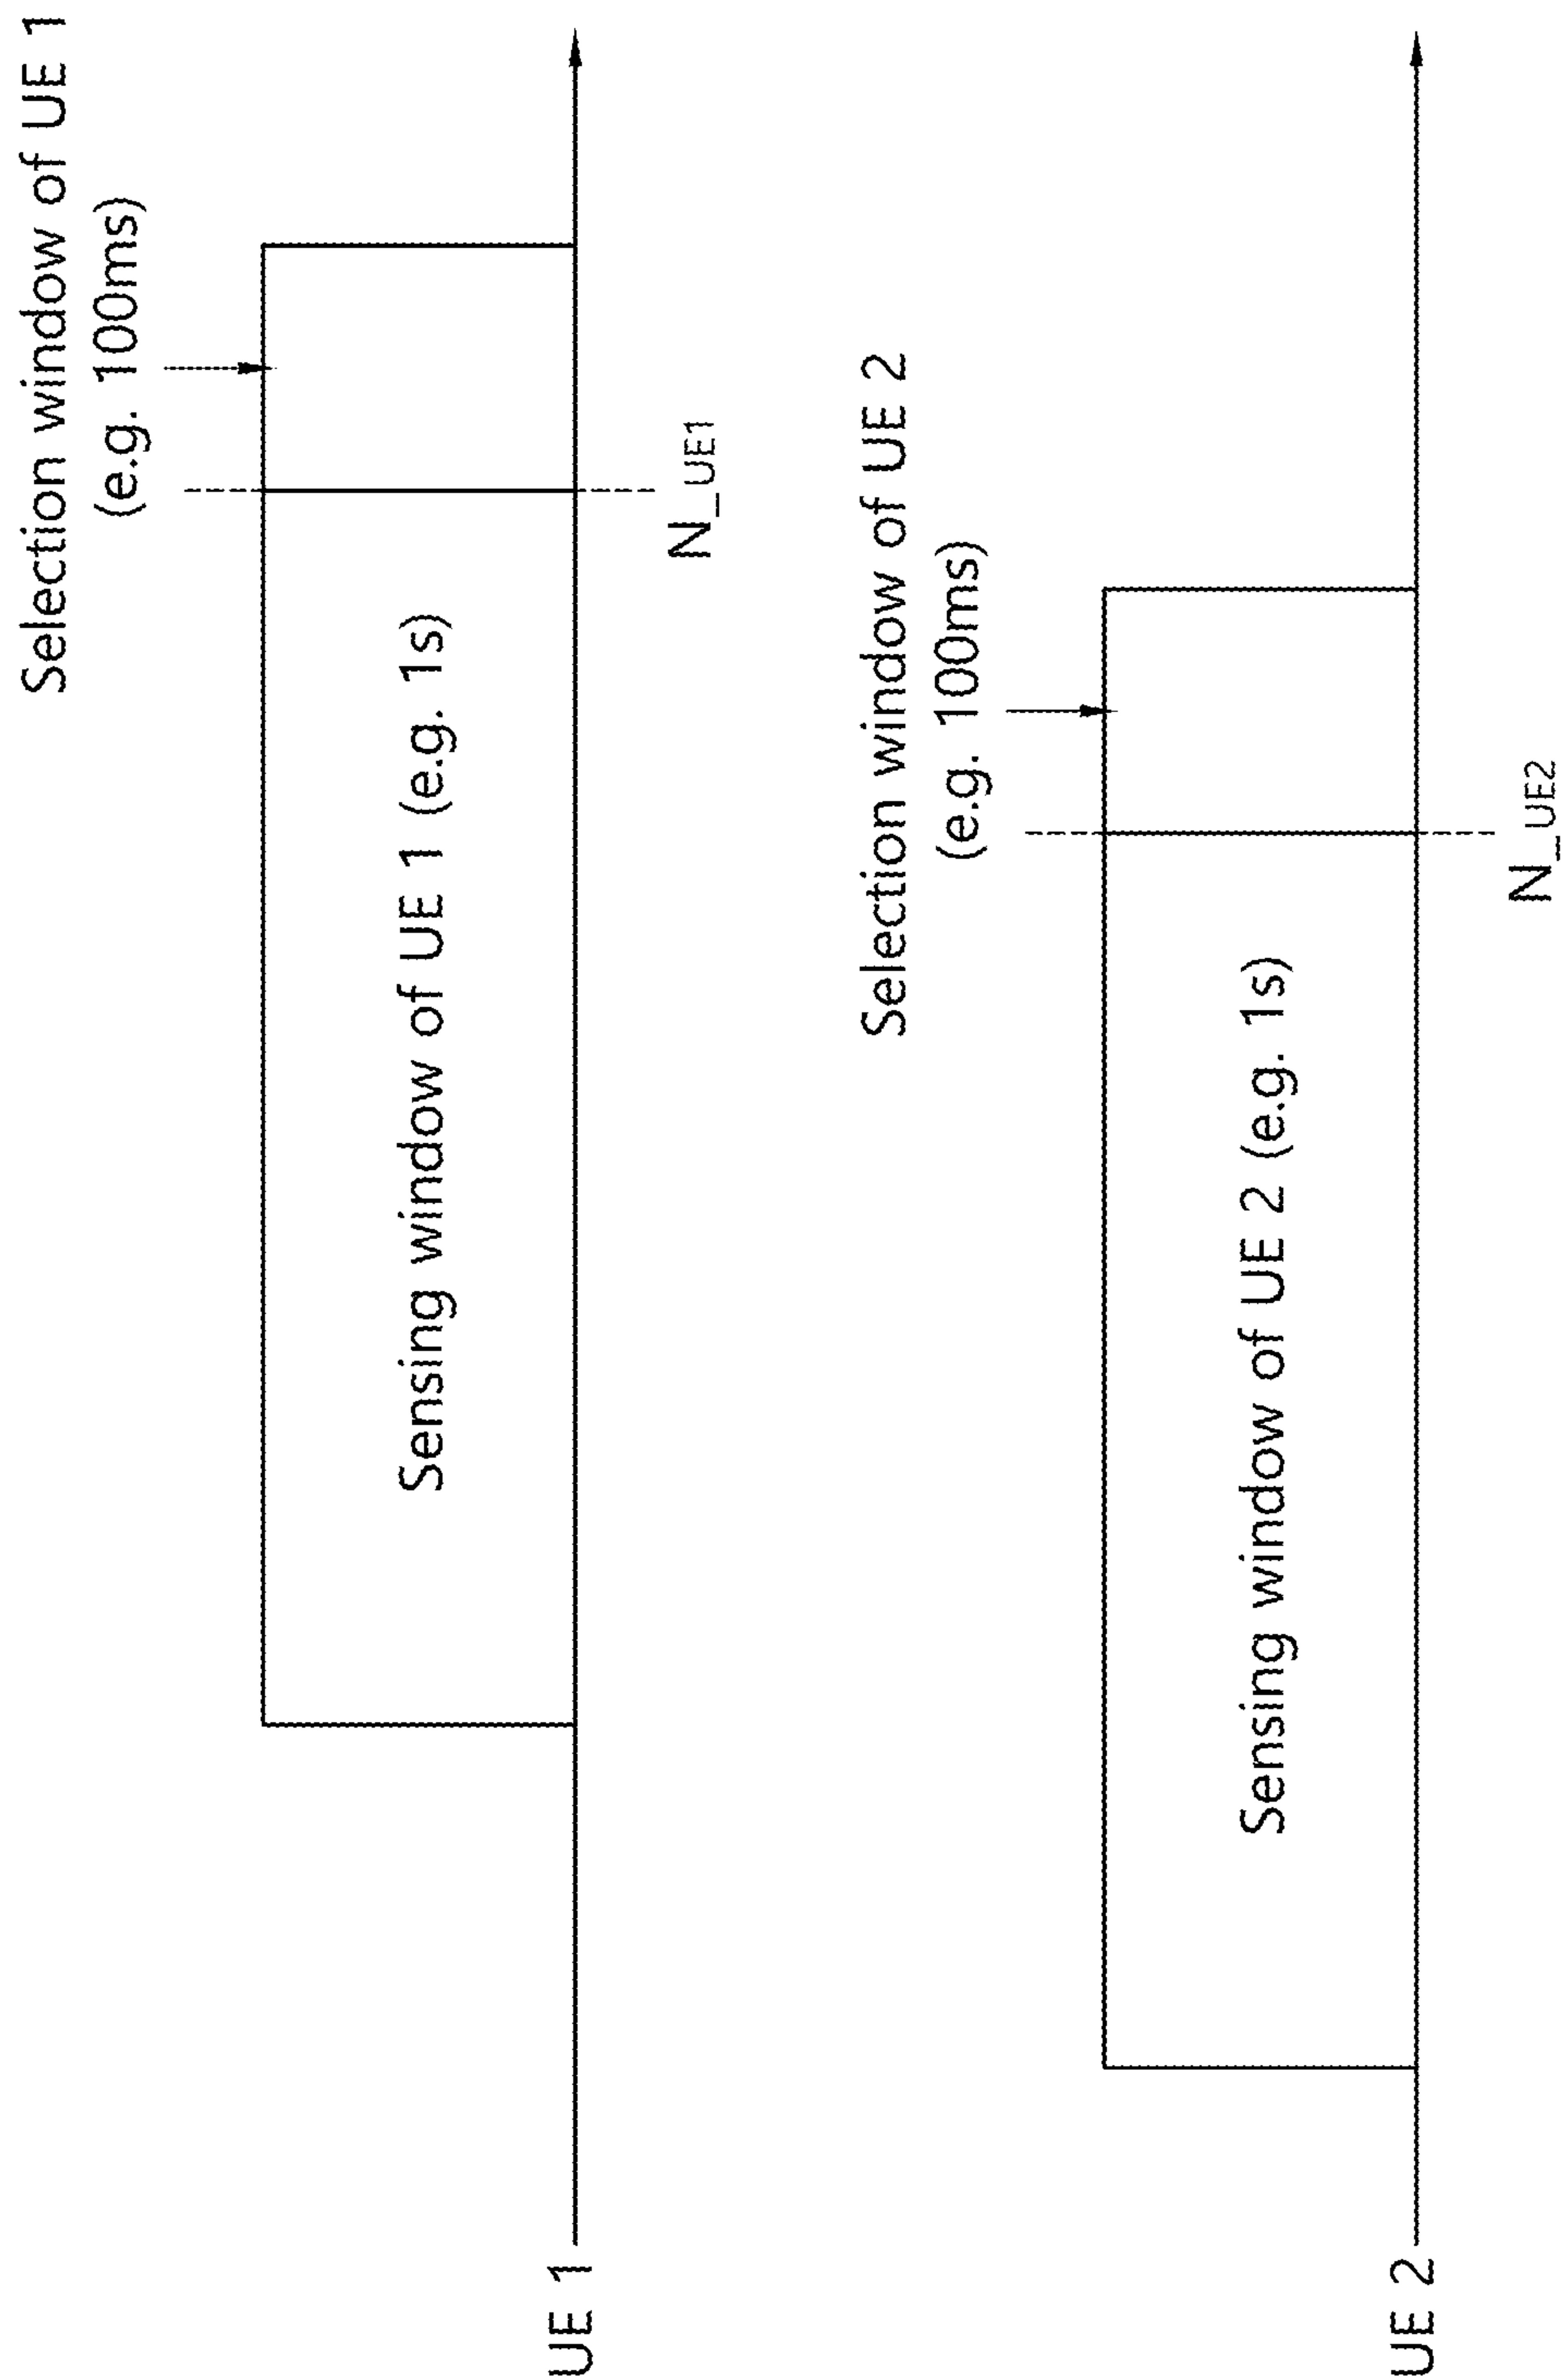 Selection window of UE 1
(e.g. 100ms)
Sensing window of UE 1 (e.g. 1s)
UE 1
N_UE1
Selection window of UE 2
(e.g. 100ms)
Sensing window of UE 2 (e.g. 1s)
UE 2
N_UE2